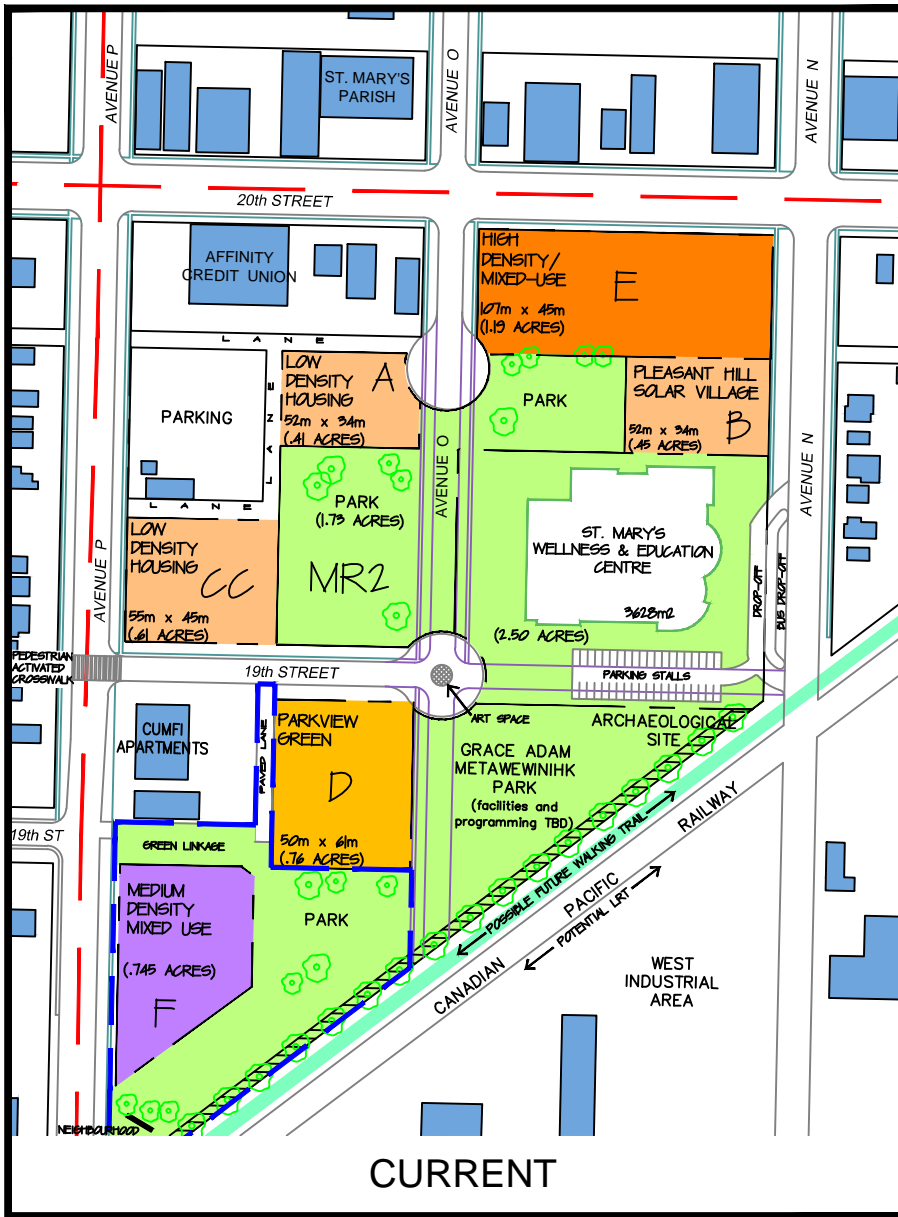 AVENUE P
AVENUE O
AVENUE N
ST. MARY'S
PARISH
20th STREET
AFFINITY
CREDIT UNION
HIGH
DENSITY/
MIXED-USE
E
107m x 45m
(1.19 ACRES)
LANE
LOW
DENSITY
HOUSING
A
52m x 34m
(.41 ACRES)
PARKING
LANE
LANE
PARK
PLEASANT HILL
SOLAR VILLAGE
B
52m x 34m
(.45 ACRES)
AVENUE O
AVENUE N
PARK
(1.73 ACRES)
MR2
LOW
DENSITY
HOUSING
CC
55m x 45m
(.61 ACRES)
AVENUE P
ST. MARY'S
WELLNESS & EDUCATION
CENTRE
3628m2
(2.50 ACRES)
DROP-OFF
BUS DROP-OFF
PEDESTRIAN
ACTIVATED
CROSSWALK
19th STREET
PARKING STALLS
ART SPACE
ARCHAEOLOGICAL
SITE
CUMFI
APARTMENTS
PAVED LANE
PARKVIEW
GREEN
D
50m x 61m
(.76 ACRES)
GRACE ADAM
METAWEWINIHK
PARK
(facilities and
programming TBD)
19th ST
GREEN LINKAGE
MEDIUM
DENSITY
MIXED USE
(.745 ACRES)
F
PARK
POSSIBLE FUTURE WALKING TRAIL
CANADIAN PACIFIC RAILWAY
POTENTIAL LRT
WEST
INDUSTRIAL
AREA
NEIGHBOURHOOD
CURRENT